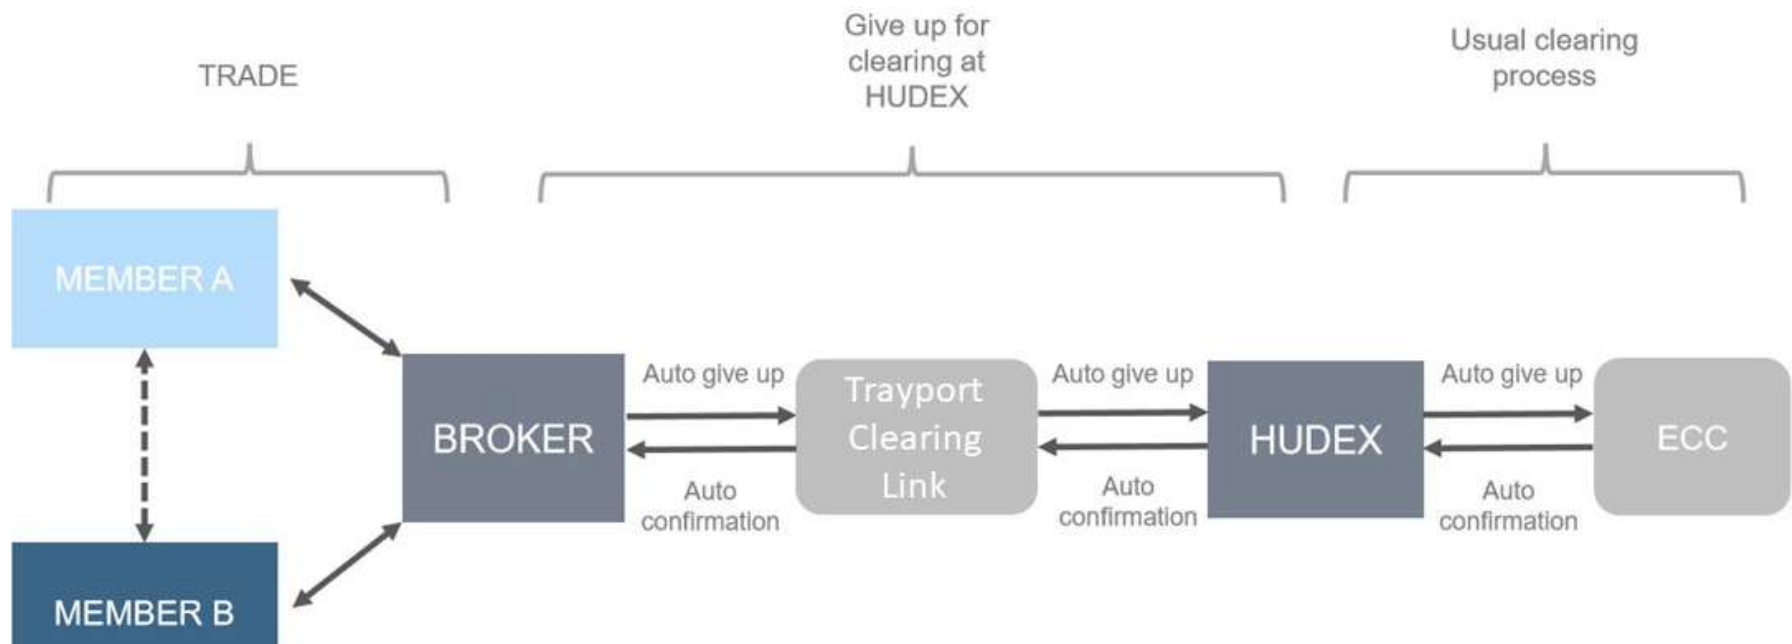 TRADE
Give up for
clearing at
HUDEX
Usual clearing
process
MEMBER A
MEMBER B
BROKER
Auto give up
Auto
confirmation
Trayport
Clearing
Link
Auto give up
Auto
confirmation
HUDEX
Auto give up
Auto
confirmation
ECC